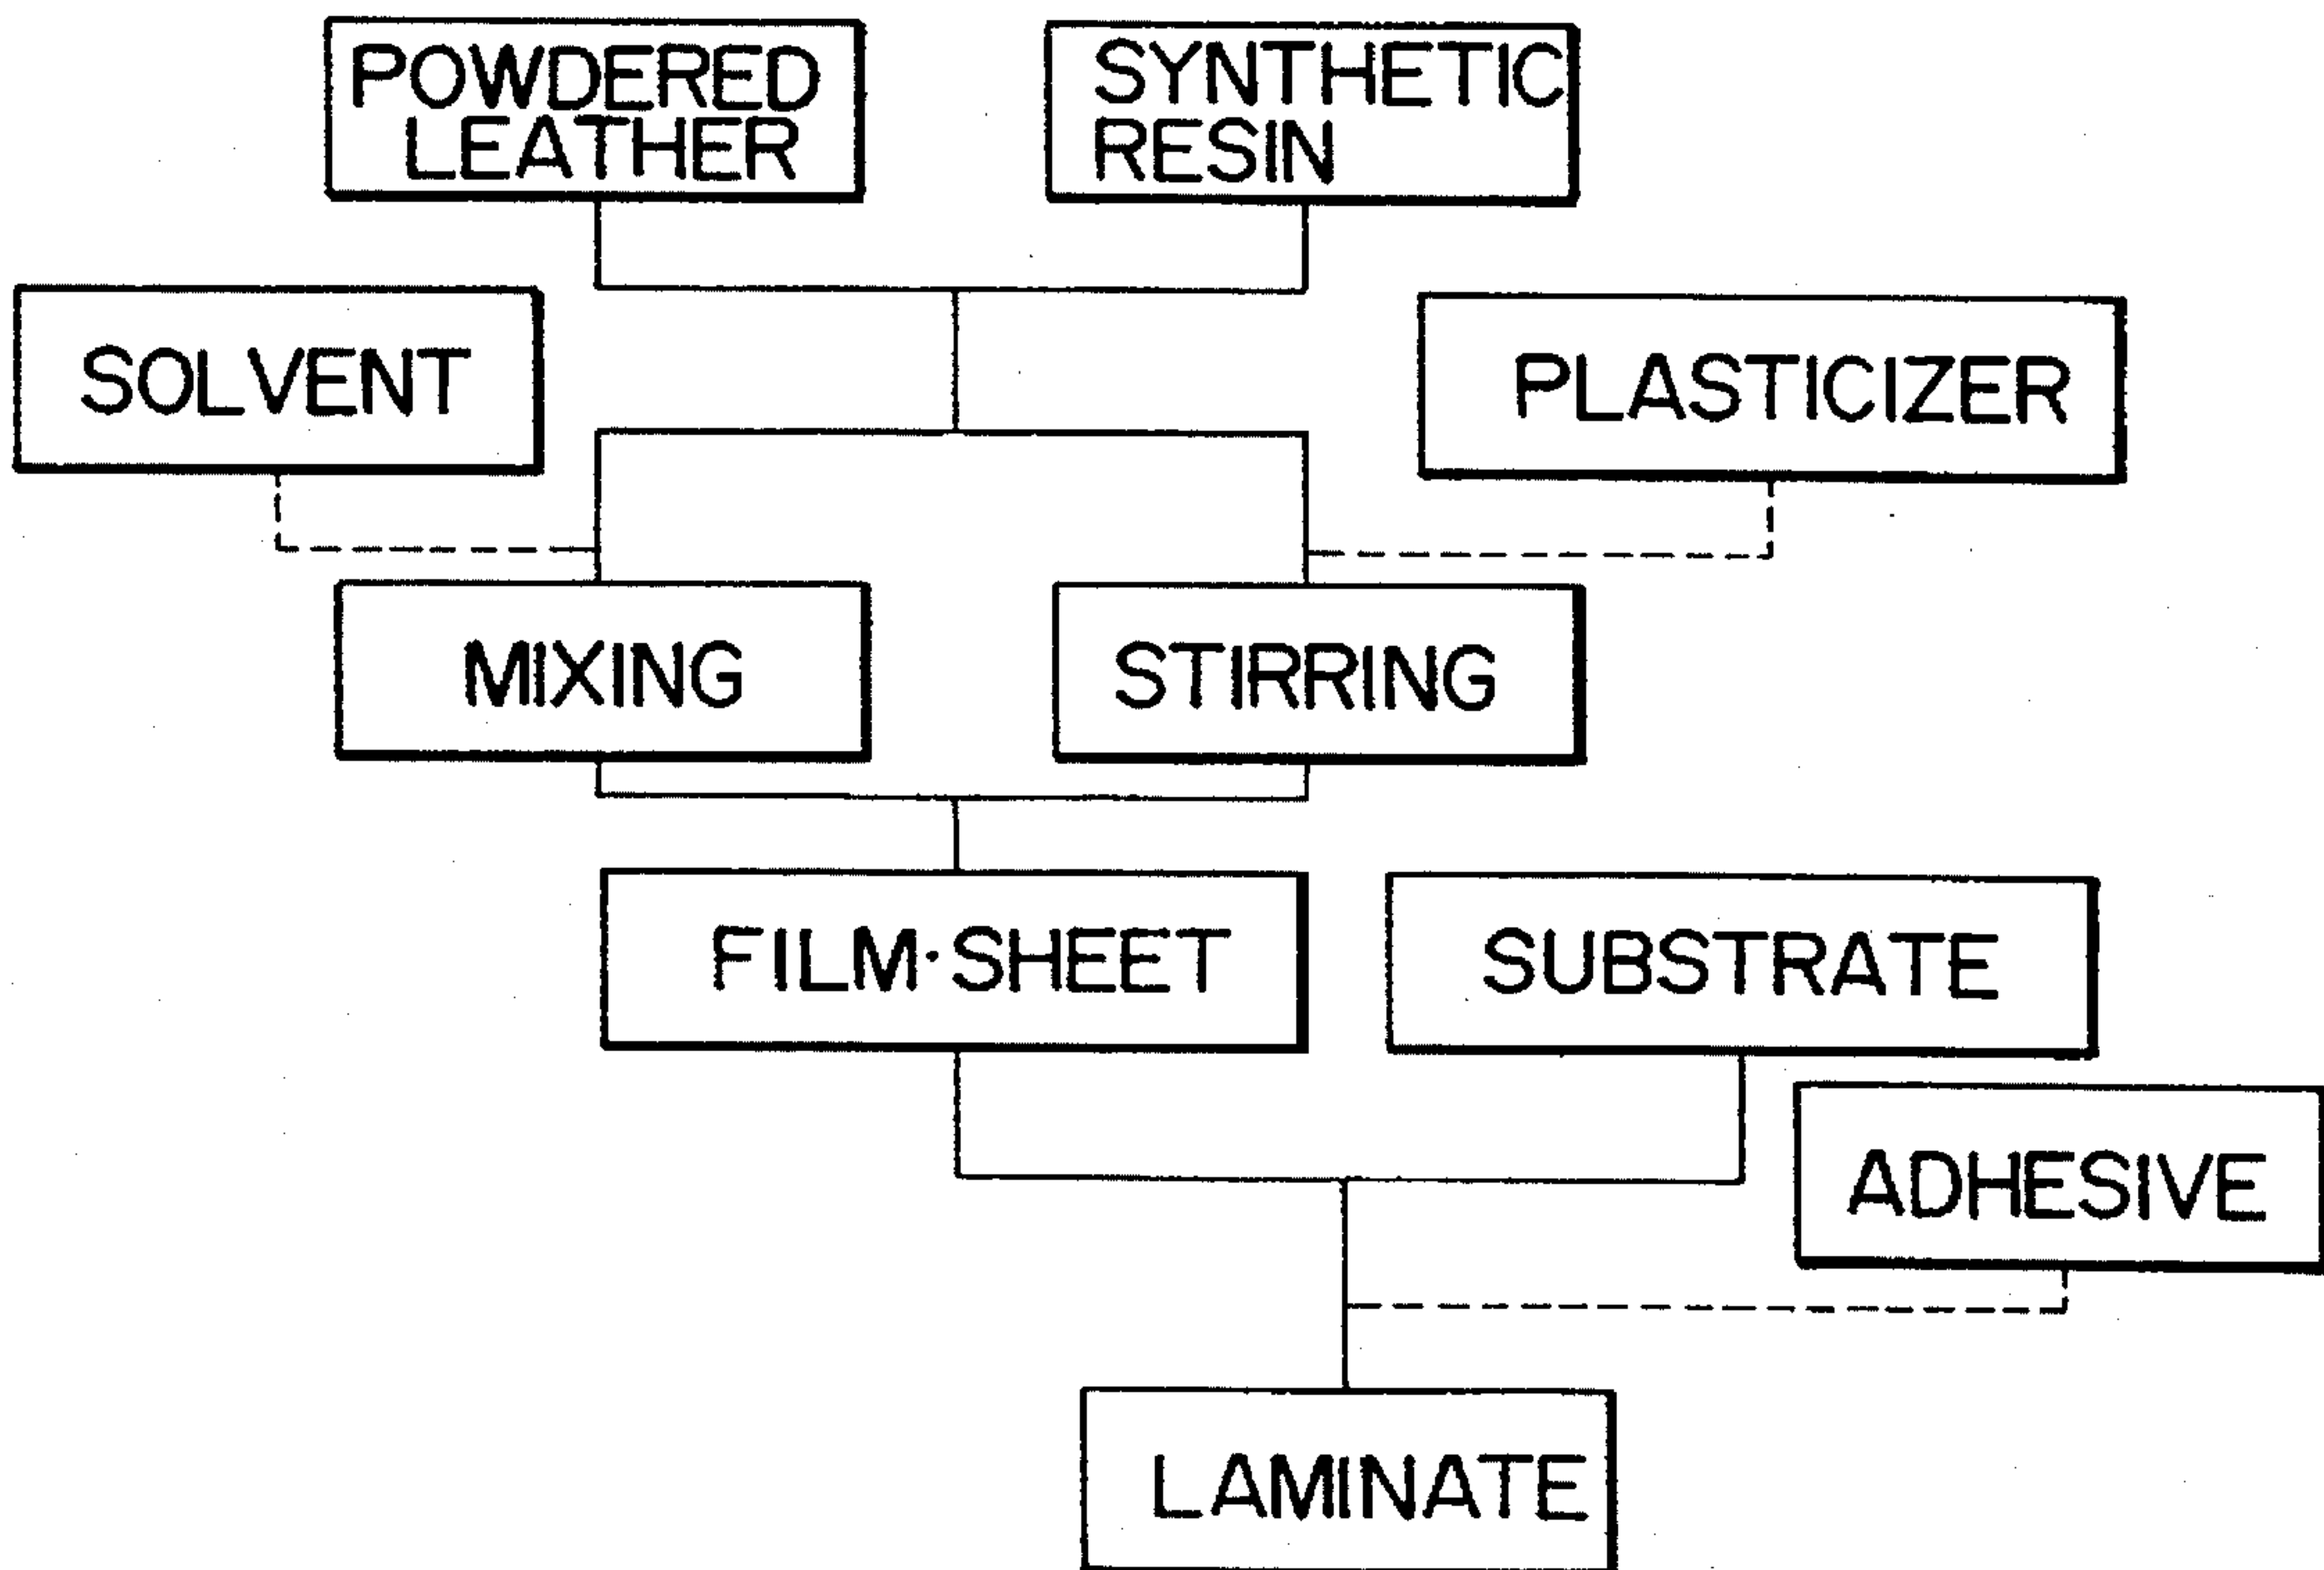 POWDERED
LEATHER
SYNTHETIC
RESIN
SOLVENT
PLASTICIZER
MIXING
STIRRING
FILM·SHEET
SUBSTRATE
ADHESIVE
LAMINATE